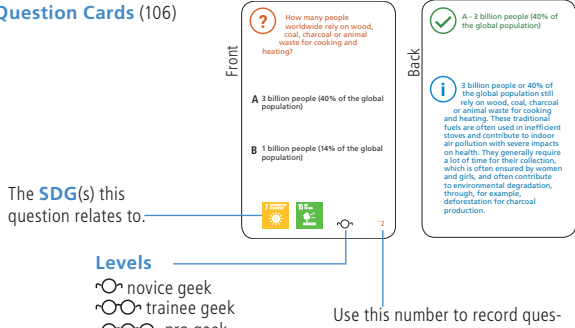 Question Cards (106)
Front
?
How many people
worldwide rely on wood,
coal, charcoal or animal
waste for cooking and
heating?
A 3 billion people (40% of the global
population)
B 1 billion people (14% of the global
population)
7
15
2
Back
A - 3 billion people (40% of
the global population)
i
3 billion people or 40% of
the global population still
rely on wood, coal, charcoal
or animal waste for cooking
and heating. These traditional
fuels are often used in inefficient
stoves and contribute to indoor
air pollution with severe impacts
on health. They generally require
a lot of time for their collection,
which is often ensured by women
and girls, and often contribute
to environmental degradation,
through, for example,
deforestation for charcoal
production.
The SDG(s) this
question relates to.
Levels
novice geek
trainee geek
pro geek
Use this number to record ques-